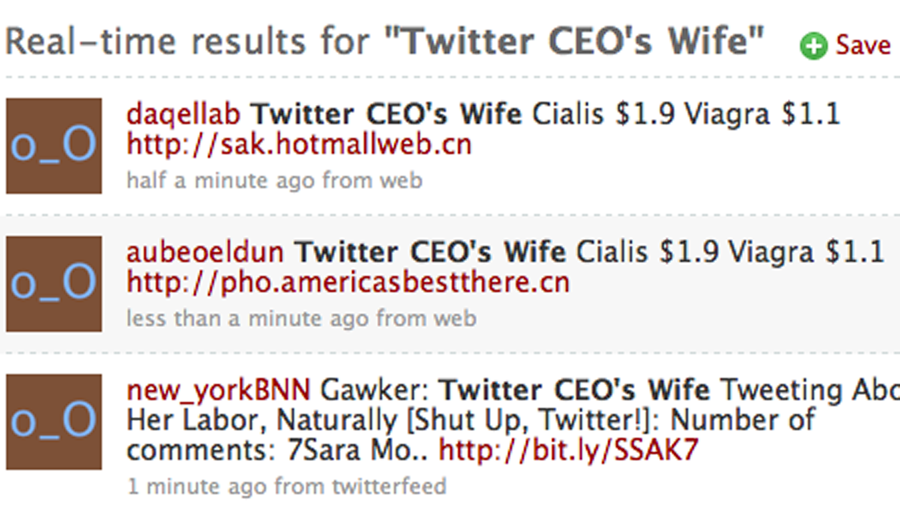 Real-time results for "Twitter CEO's Wife" Save
o_O daqellab Twitter CEO's Wife Cialis $1.9 Viagra $1.1
http://sak.hotmallweb.cn
half a minute ago from web
o_O aubeoeldun Twitter CEO's Wife Cialis $1.9 Viagra $1.1
http://pho.americasbestthere.cn
less than a minute ago from web
o_O new_yorkBNN Gawker: Twitter CEO's Wife Tweeting Abo
Her Labor, Naturally [Shut Up, Twitter!]: Number of
comments: 7Sara Mo.. http://bit.ly/SSAK7
1 minute ago from twitterfeed